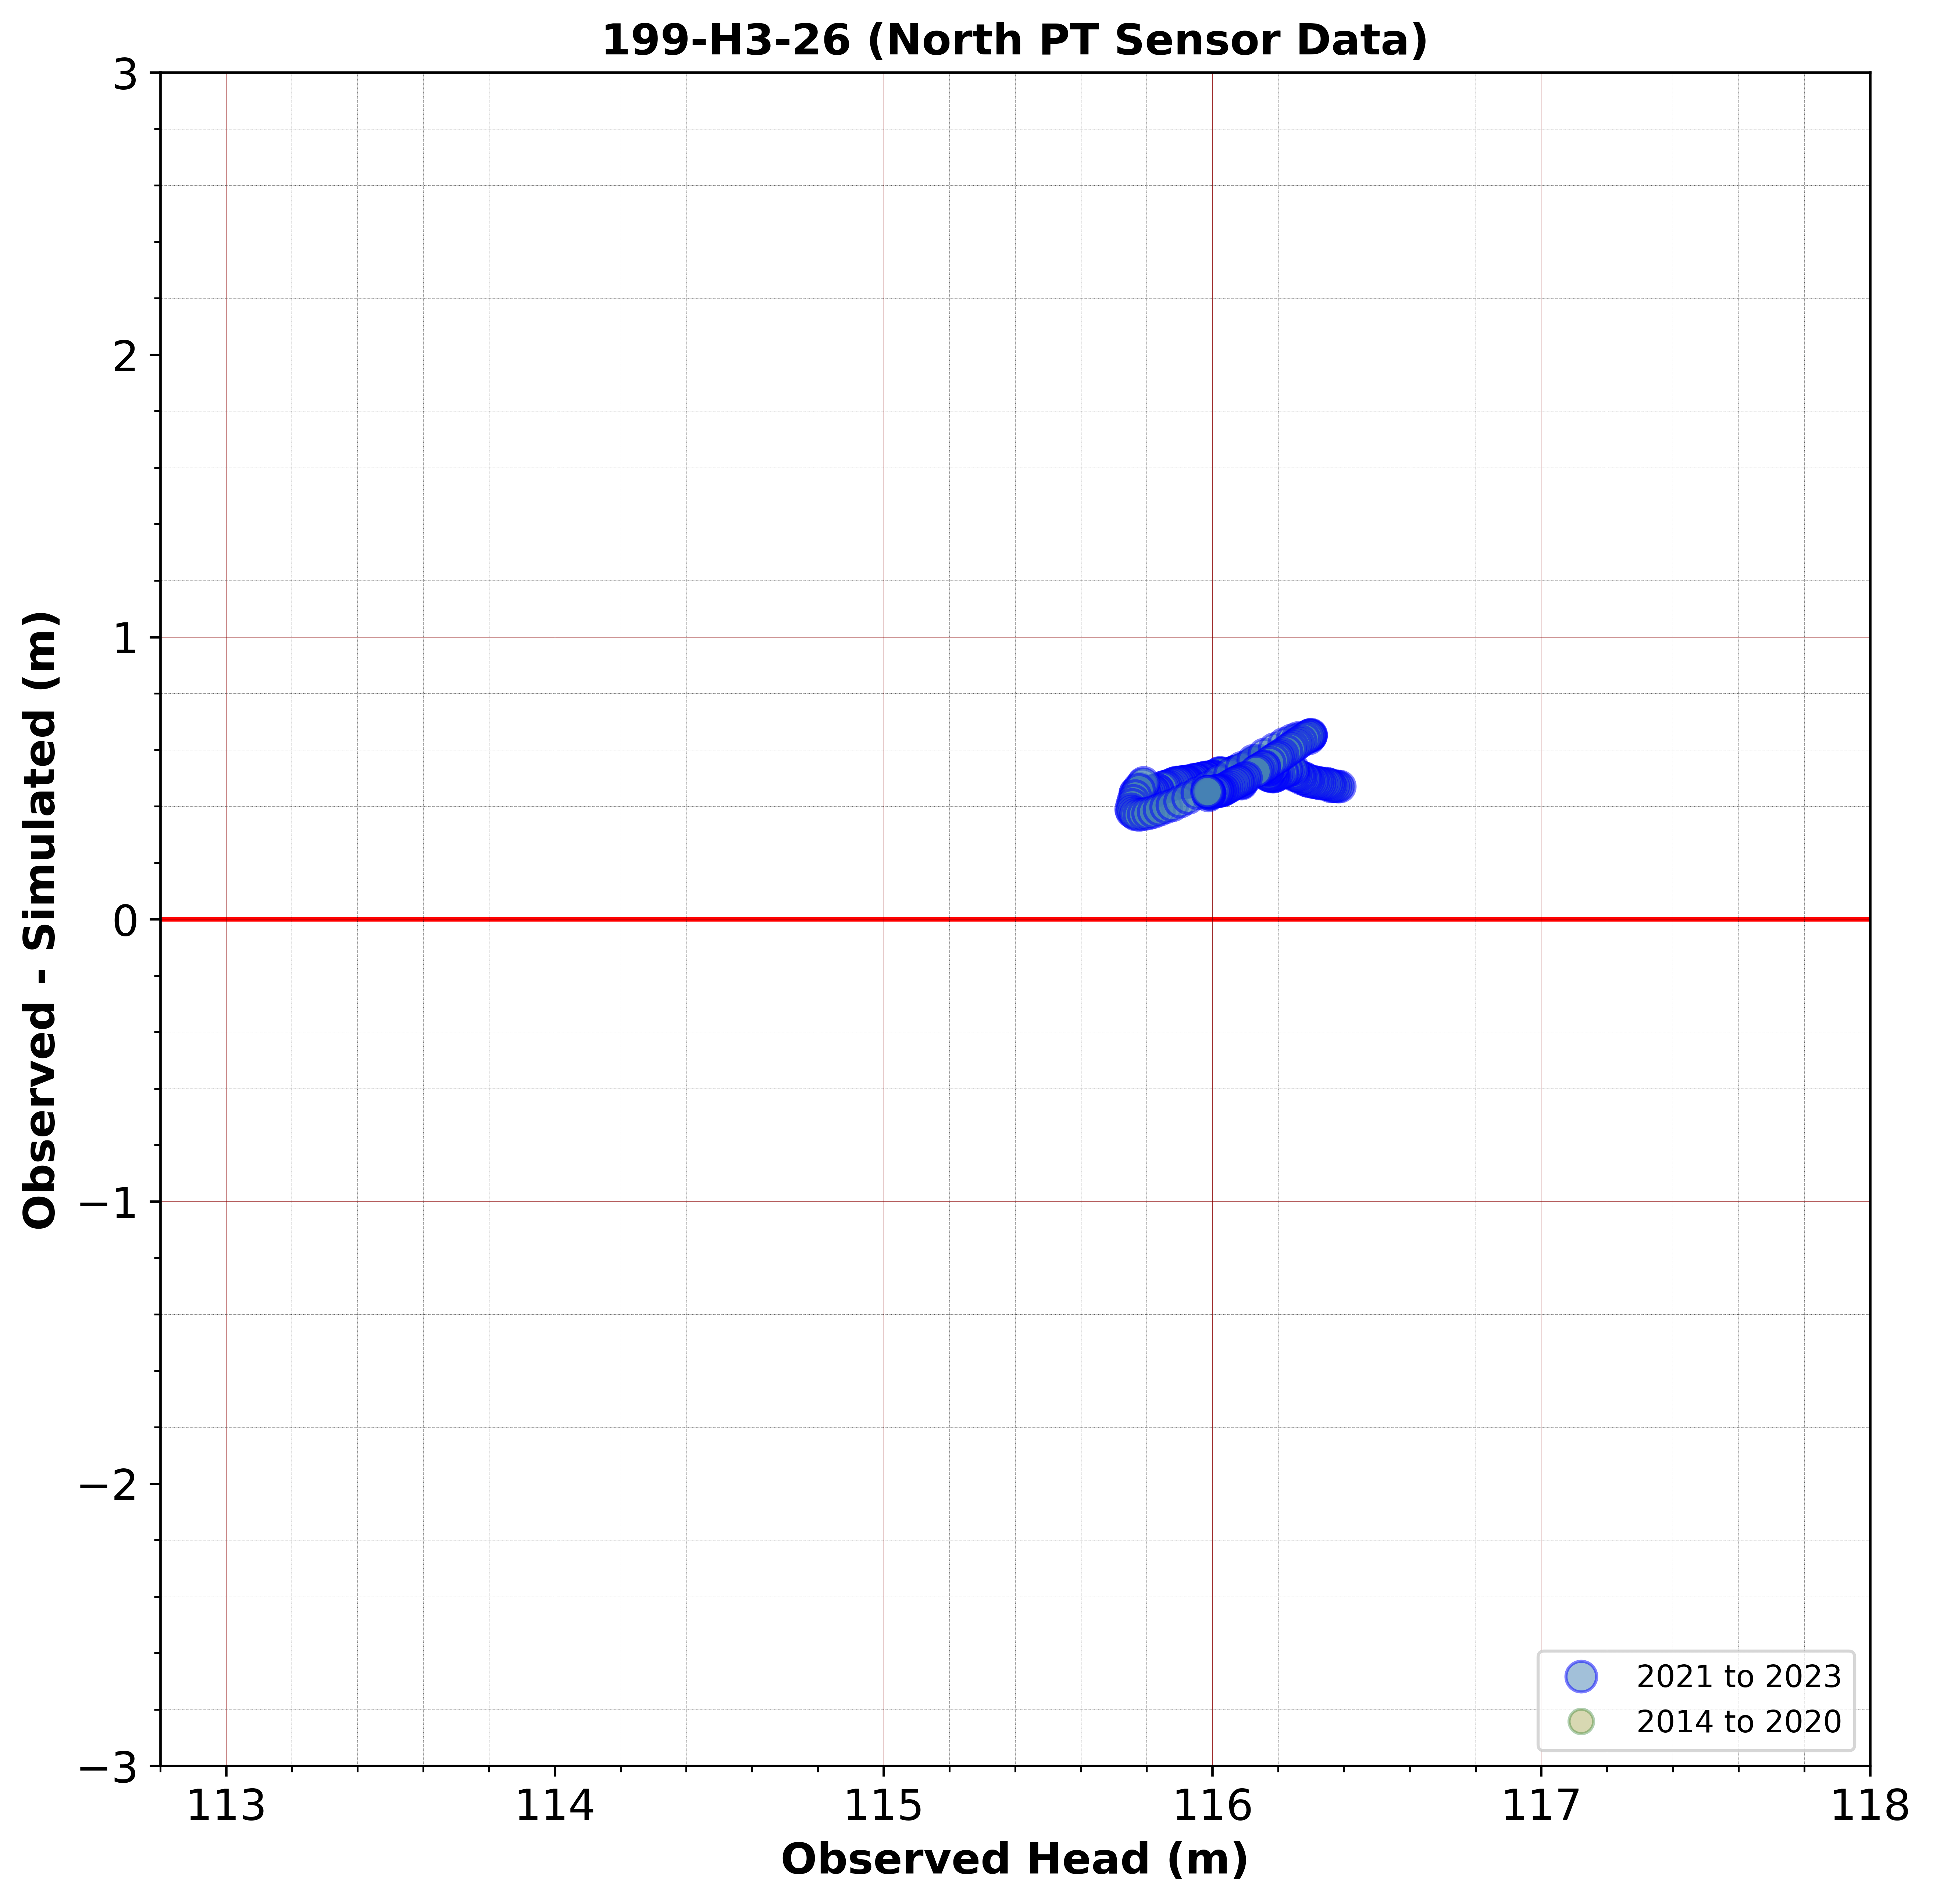 199-H3-26 (North PT Sensor Data)
3
2
1
0
−1
−2
−3
Observed - Simulated (m)
113
114
115
116
117
118
Observed Head (m)
2021 to 2023
2014 to 2020